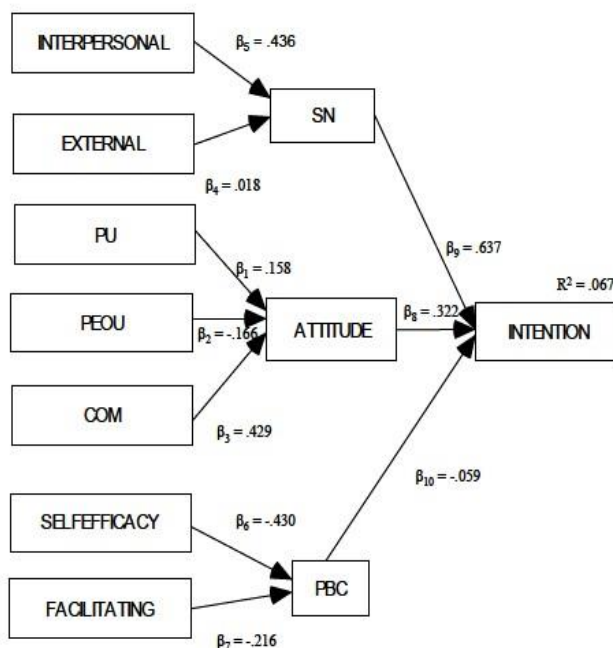 INTERPERSONAL
β5 = .436
SN
EXTERNAL
β4 = .018
PU
β9 = .637
β1 = .158
R2 = .067
PEOU
β2 = -.166
ATTITUDE
β8 = .322
INTENTION
COM
β3 = .429
β10 = -.059
SELFEFFICACY
β6 = -.430
PBC
FACILITATING
β7 = -.216